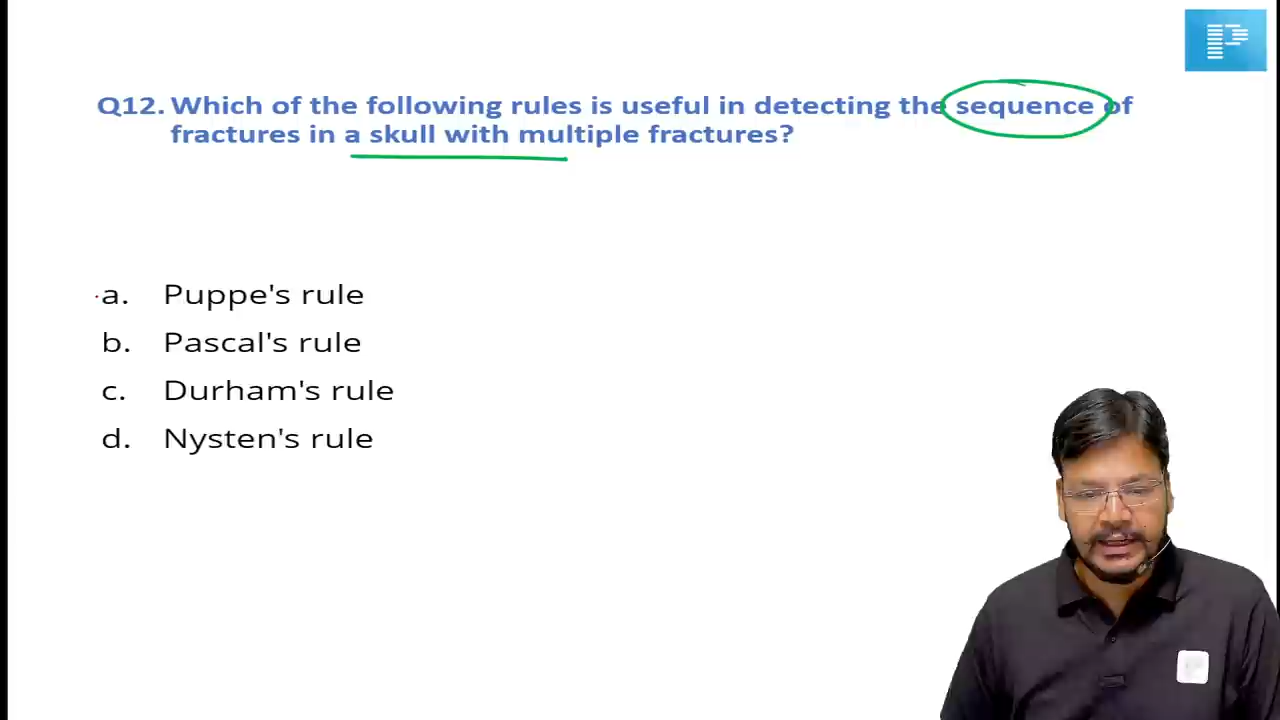 Q12. Which of the following rules is useful in detecting the sequence of
fractures in a skull with multiple fractures?
a. Puppe's rule
b. Pascal's rule
c. Durham's rule
d. Nysten's rule